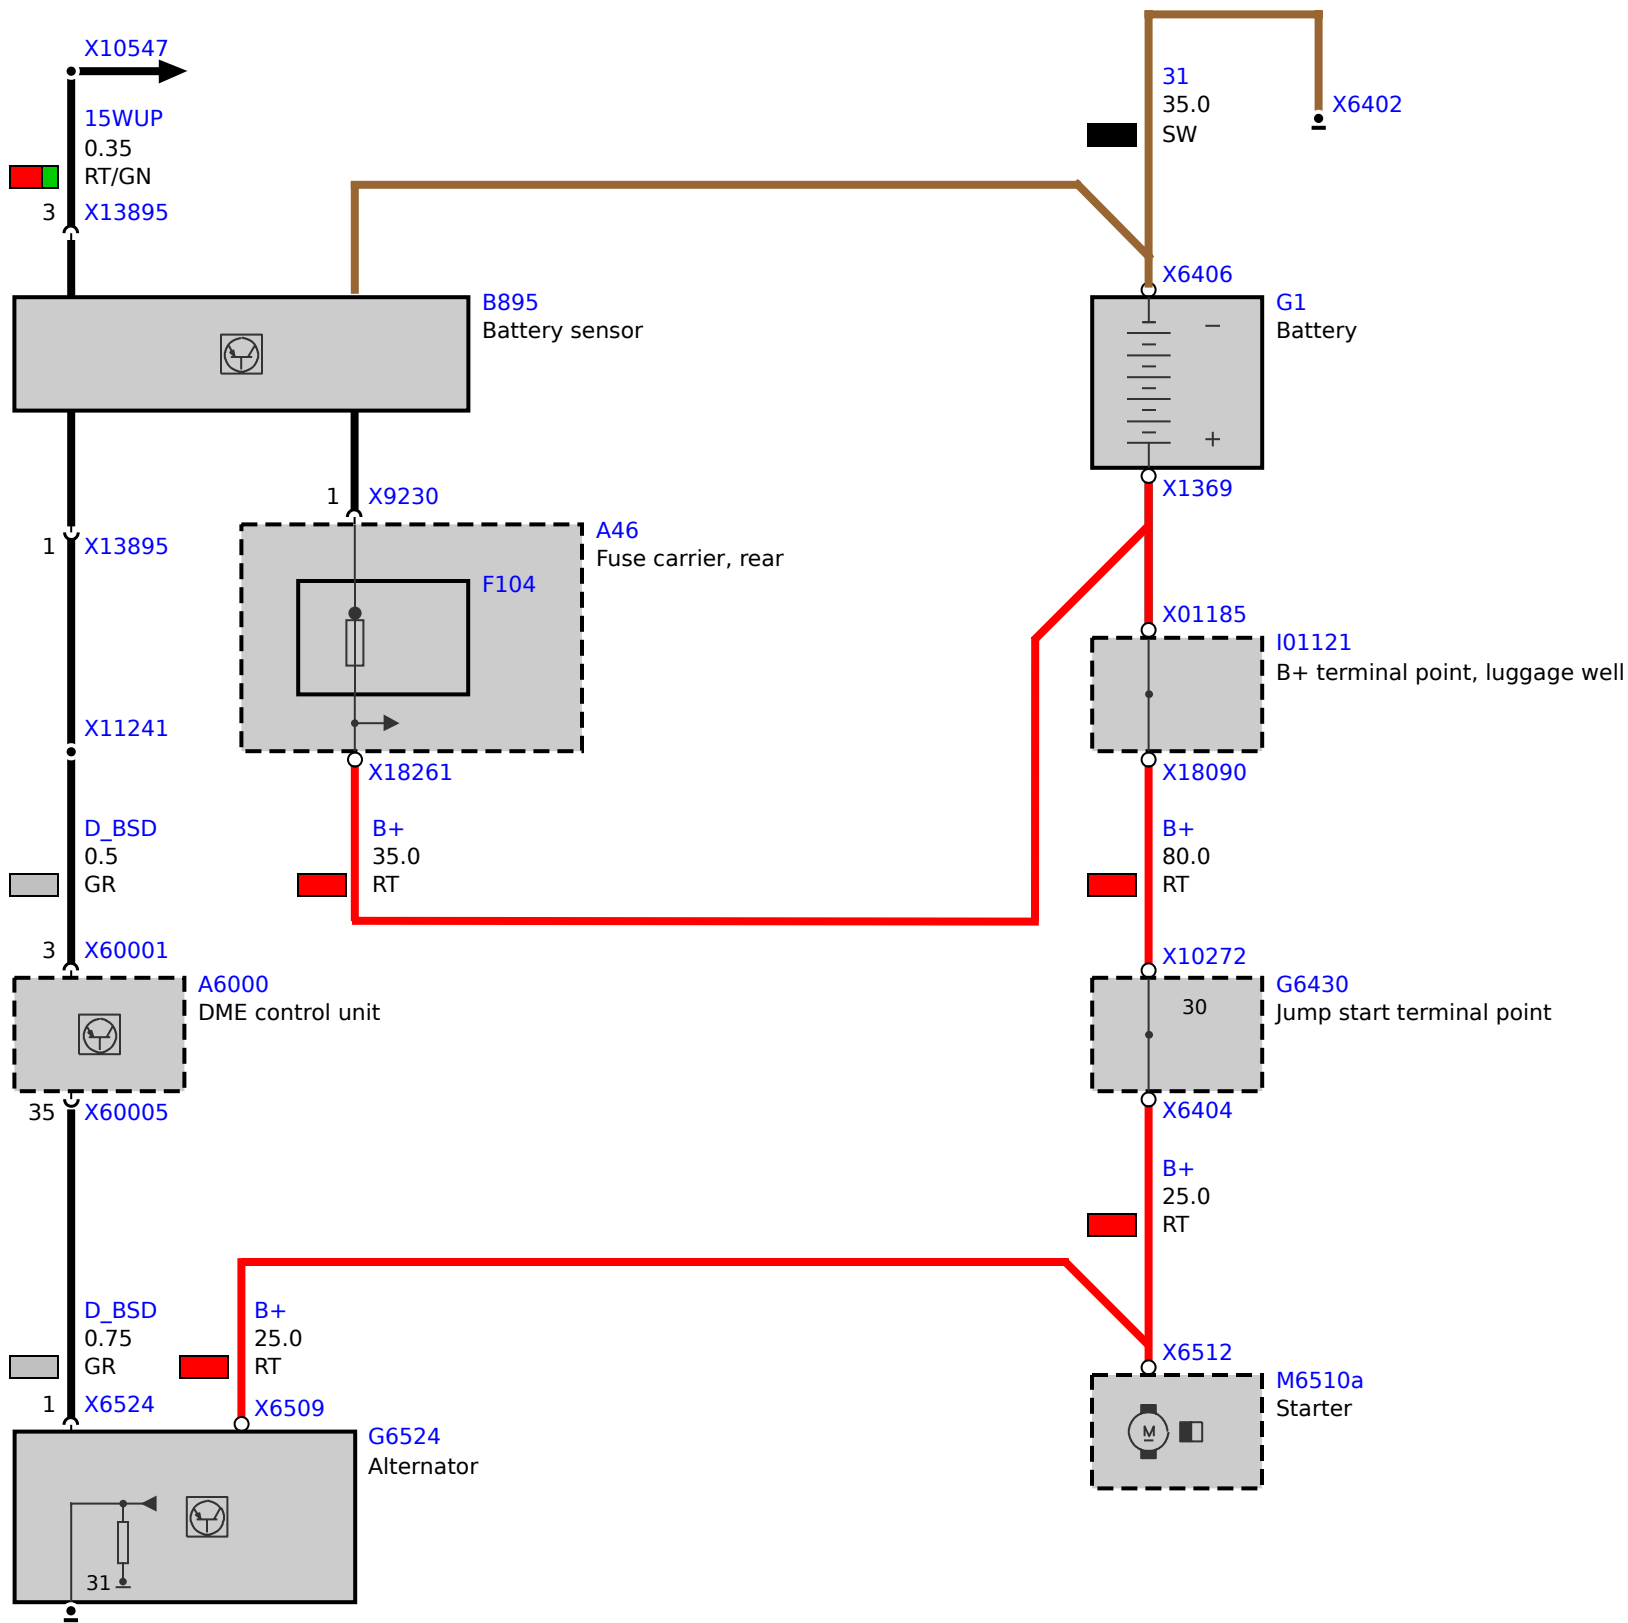 X10547
15WUP
0.35
RT/GN
3 X13895
31
35.0
SW
X6402
X6406
B895
Battery sensor
G1
Battery
−
+
X1369
1 X9230
1 X13895
A46
Fuse carrier, rear
F104
X01185
I01121
B+ terminal point, luggage well
X11241
X18261
X18090
D_BSD
0.5
GR
B+
35.0
RT
B+
80.0
RT
3 X60001
X10272
A6000
DME control unit
G6430
Jump start terminal point
30
35 X60005
X6404
B+
25.0
RT
D_BSD
0.75
GR
B+
25.0
RT
X6512
1 X6524
X6509
M6510a
Starter
M
G6524
Alternator
31